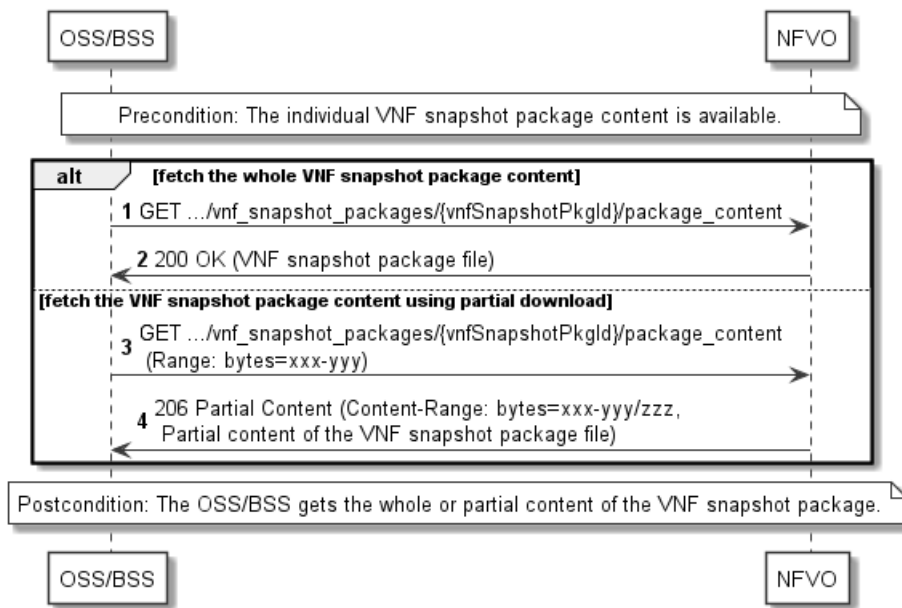 OSS/BSS
NFVO
Precondition: The individual VNF snapshot package content is available.
alt
[fetch the whole VNF snapshot package content]
1 GET .../vnf_snapshot_packages/{vnfSnapshotPkgId}/package_content
2 200 OK (VNF snapshot package file)
[fetch the VNF snapshot package content using partial download]
3 GET .../vnf_snapshot_packages/{vnfSnapshotPkgId}/package_content
(Range: bytes=xxx-yyy)
4 206 Partial Content (Content-Range: bytes=xxx-yyy/zzz,
Partial content of the VNF snapshot package file)
Postcondition: The OSS/BSS gets the whole or partial content of the VNF snapshot package.
OSS/BSS
NFVO